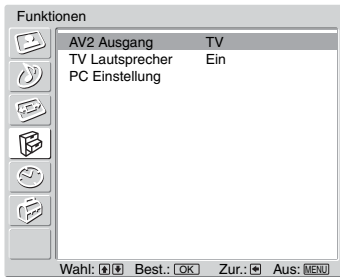 Funktionen
AV2 Ausgang TV
TV Lautsprecher Ein
PC Einstellung
Wahl: Best.: OK Zur.: Aus: MENU